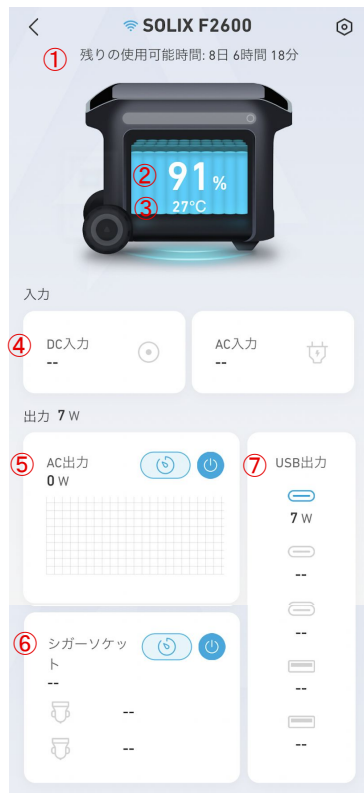 SOLIX F2600
① 残りの使用可能時間: 8日 6時間 18分
② 91%
③ 27°C
入力
④ DC入力
--
AC入力
--
出力 7 W
⑤ AC出力
0 W
⑥ シガーソケッ
ト
--
--
--
⑦ USB出力
7 W
--
--
--
--